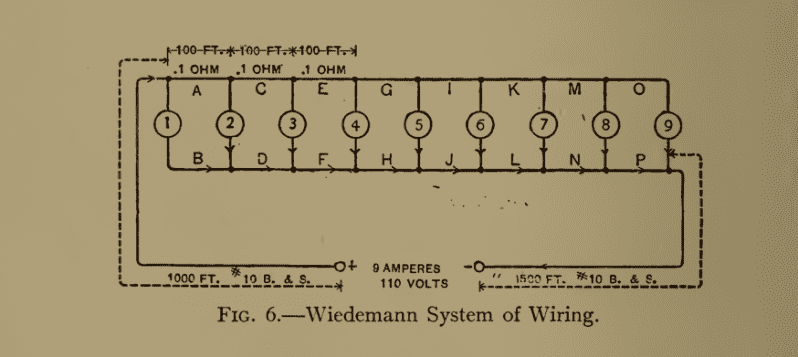 100 FT. 100 FT. 100 FT.
.1 OHM .1 OHM .1 OHM
A C E G I K M O
1 2 3 4 5 6 7 8 9
B D F H J L N P
+ 9 AMPERES -
1000 FT. #10 B. & S. 110 VOLTS 1500 FT. #10 B. & S.
FIG. 6.—Wiedemann System of Wiring.